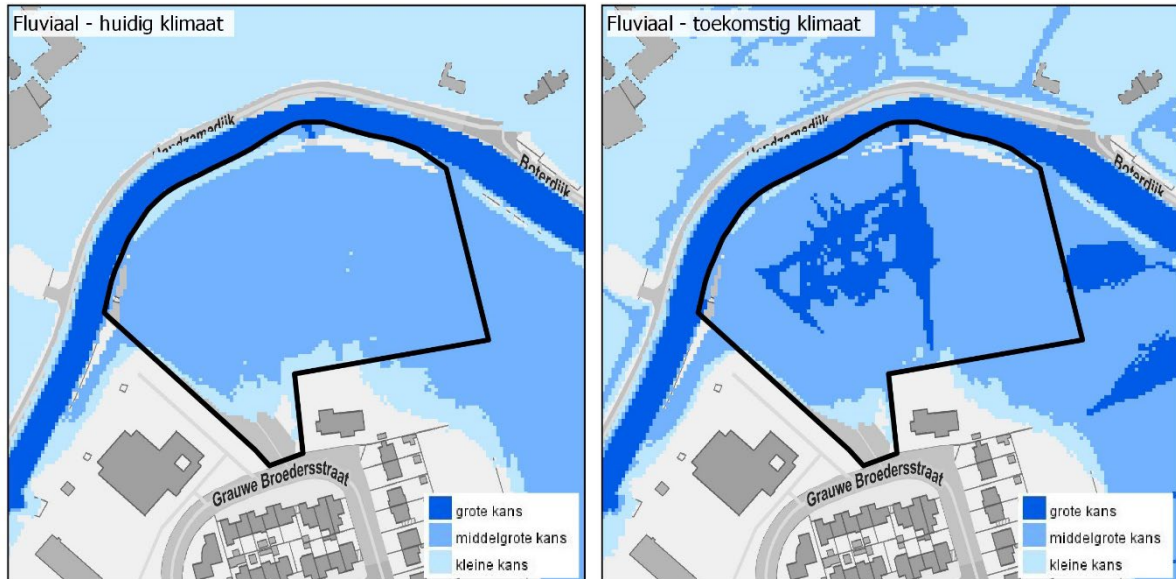 Fluviaal - huidig klimaat
Boterdijk
Grauwe Broedersstraat
grote kans
middelgrote kans
kleine kans
Fluviaal - toekomstig klimaat
Boterdijk
Grauwe Broedersstraat
grote kans
middelgrote kans
kleine kans